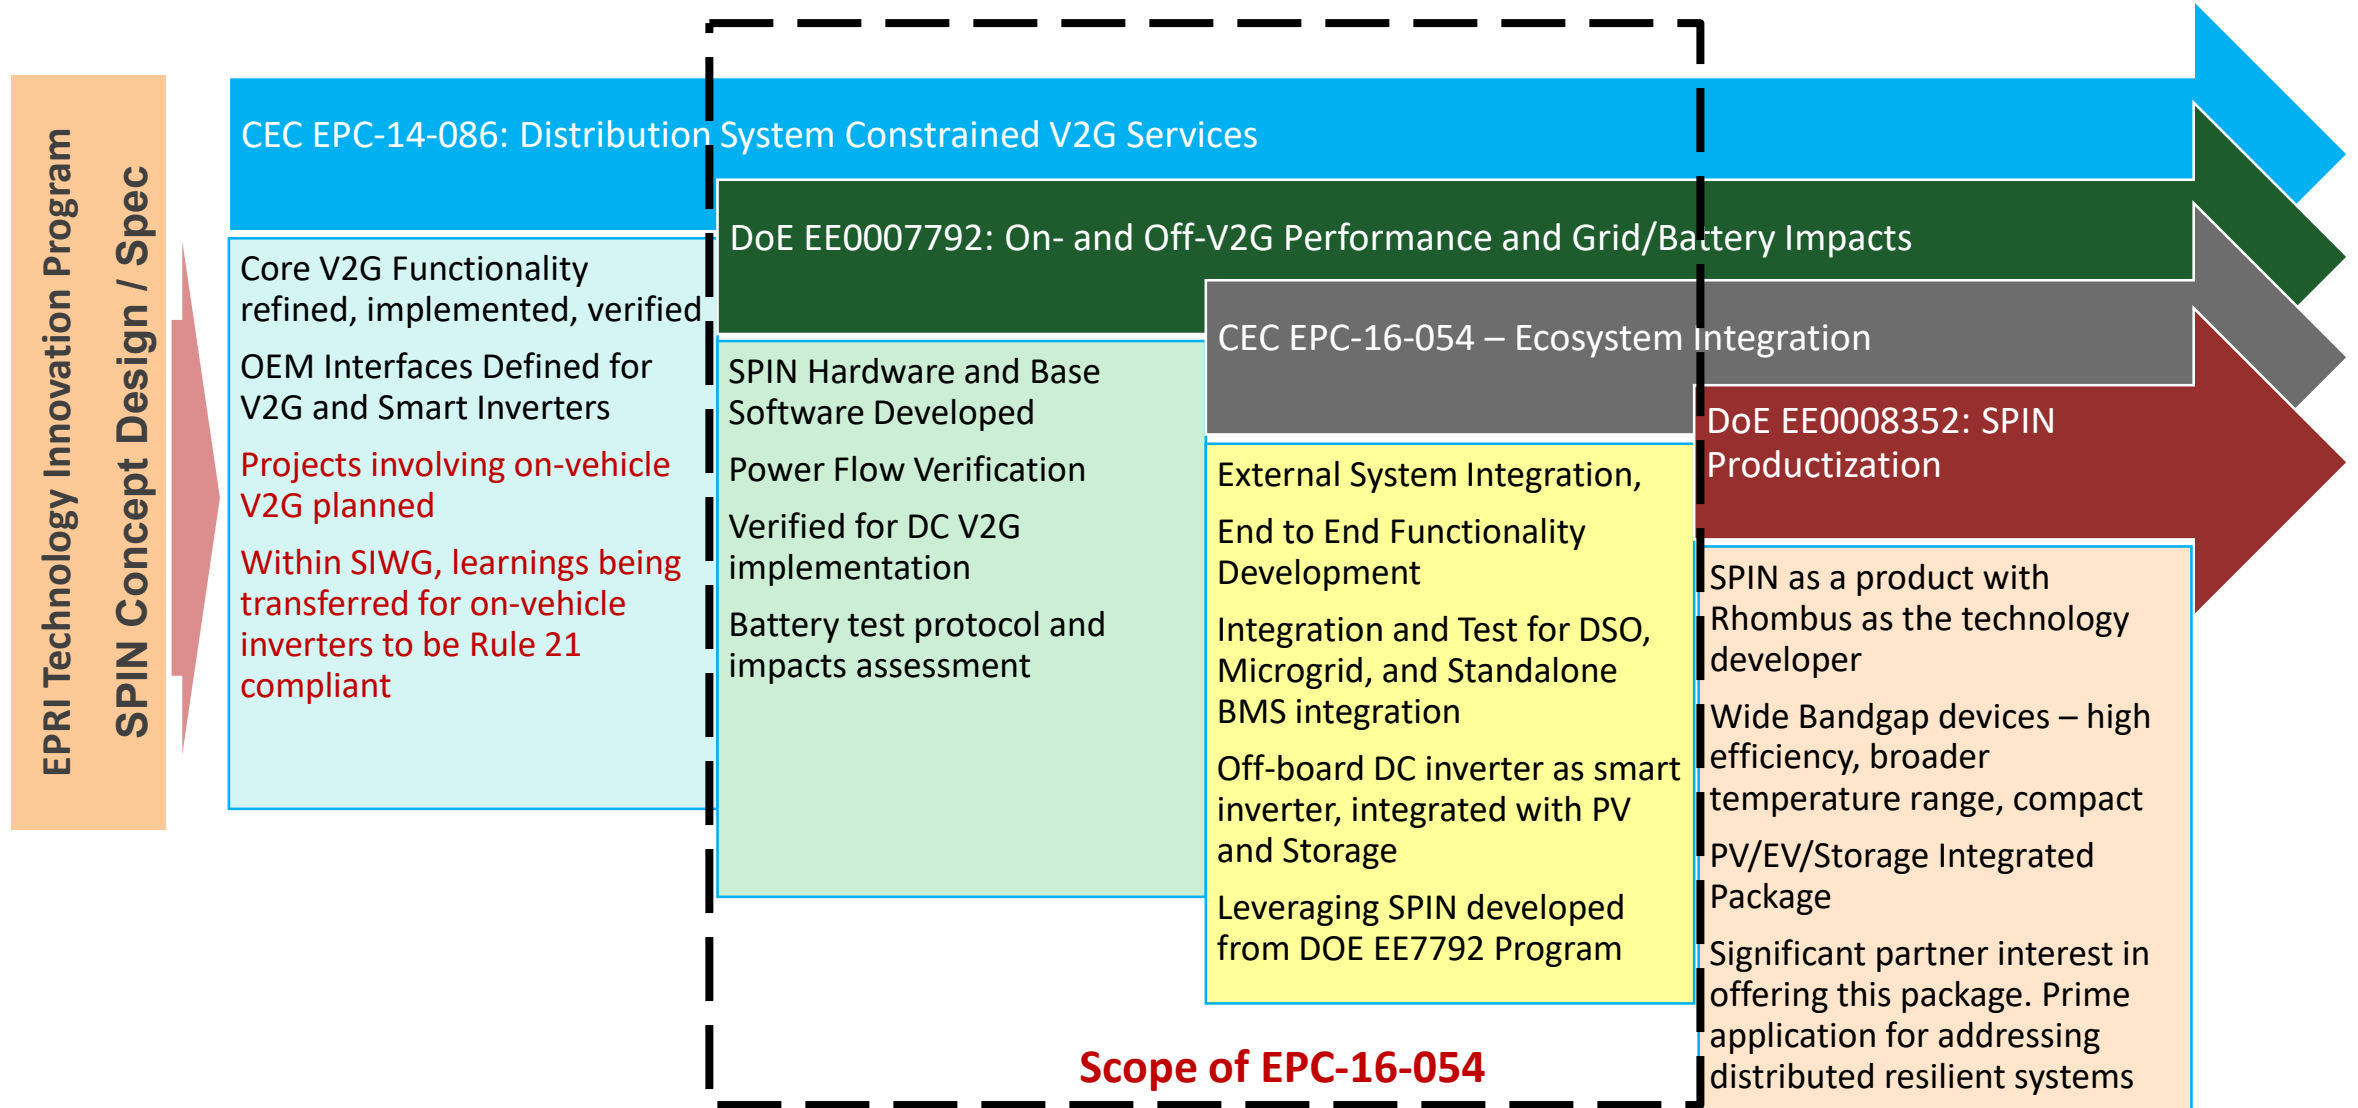 EPRI Technology Innovation Program
SPIN Concept Design / Spec
CEC EPC-14-086: Distribution System Constrained V2G Services
Core V2G Functionality
refined, implemented, verified
OEM Interfaces Defined for
V2G and Smart Inverters
Projects involving on-vehicle
V2G planned
Within SIWG, learnings being
transferred for on-vehicle
inverters to be Rule 21
compliant
DoE EE0007792: On- and Off-V2G Performance and Grid/Battery Impacts
SPIN Hardware and Base
Software Developed
Power Flow Verification
Verified for DC V2G
implementation
Battery test protocol and
impacts assessment
CEC EPC-16-054 – Ecosystem Integration
External System Integration,
End to End Functionality
Development
Integration and Test for DSO,
Microgrid, and Standalone
BMS integration
Off-board DC inverter as smart
inverter, integrated with PV
and Storage
Leveraging SPIN developed
from DOE EE7792 Program
DoE EE0008352: SPIN
Productization
SPIN as a product with
Rhombus as the technology
developer
Wide Bandgap devices – high
efficiency, broader
temperature range, compact
PV/EV/Storage Integrated
Package
Significant partner interest in
offering this package. Prime
application for addressing
distributed resilient systems
Scope of EPC-16-054